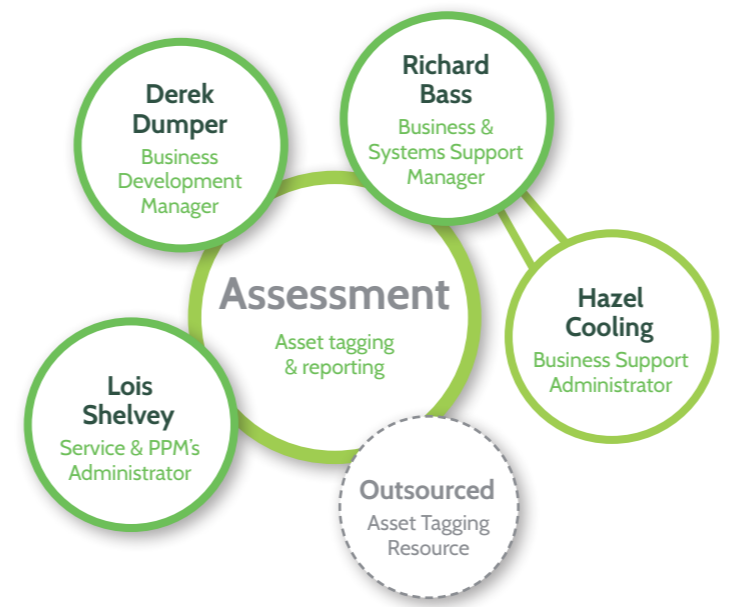 Derek
Dumper
Business
Development
Manager
Richard
Bass
Business &
Systems Support
Manager
Assessment
Asset tagging
& reporting
Hazel
Cooling
Business Support
Administrator
Lois
Shelvey
Service & PPM's
Administrator
Outsourced
Asset Tagging
Resource